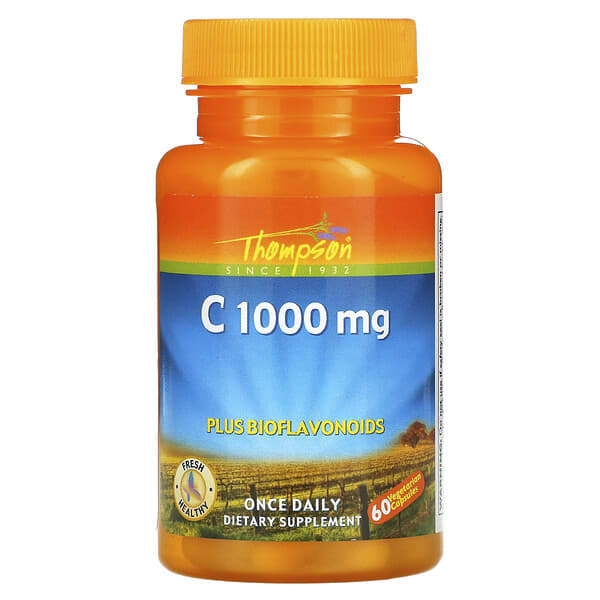 Thompson®
SINCE 1932
C 1000 mg
PLUS BIOFLAVONOIDS
FRESH
HEALTHY
ONCE DAILY
DIETARY SUPPLEMENT
60 Vegetarian
Capsules